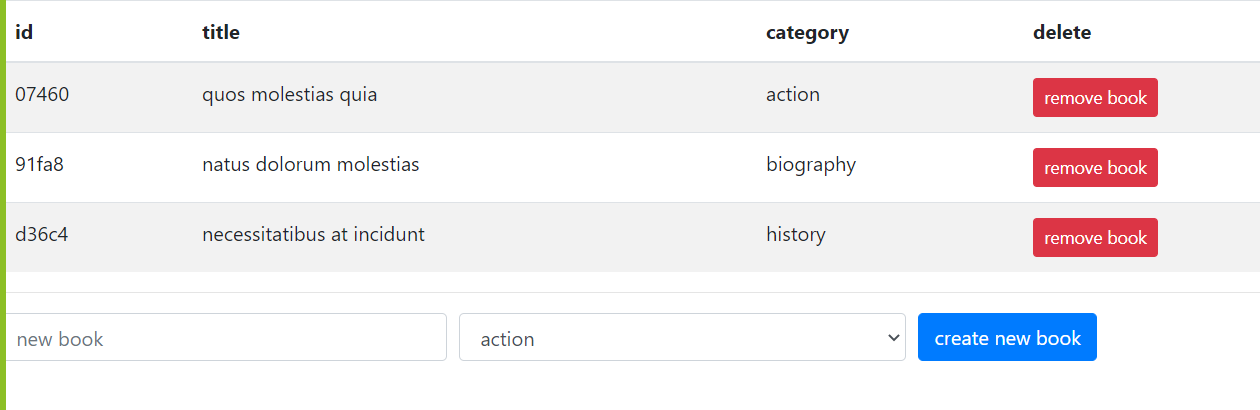 id title category delete
07460 quos molestias quia action remove book
91fa8 natus dolorum molestias biography remove book
d36c4 necessitatibus at incidunt history remove book
new book action create new book